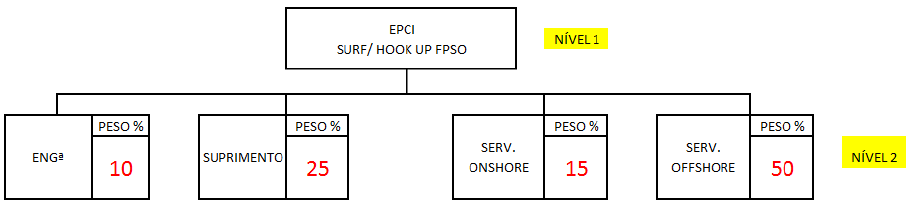 EPCI
SURF/ HOOK UP FPSO
NÍVEL 1
ENGª
PESO %
10
SUPRIMENTO
PESO %
25
SERV.
ONSHORE
PESO %
15
SERV.
OFFSHORE
PESO %
50
NÍVEL 2